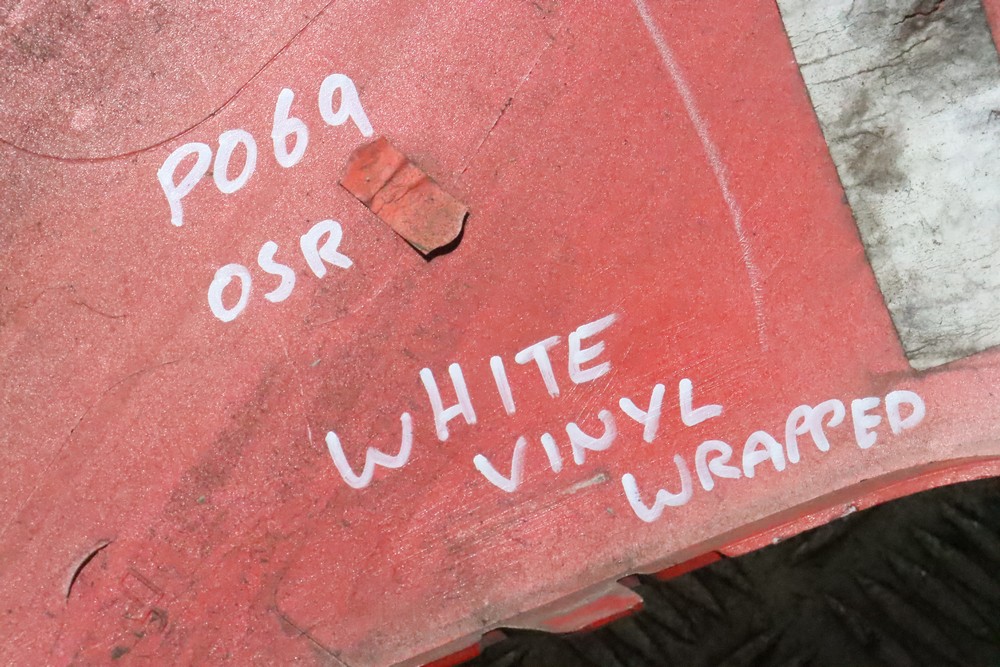 PO69
OSR
WHITE
VINYL
WRAPPED